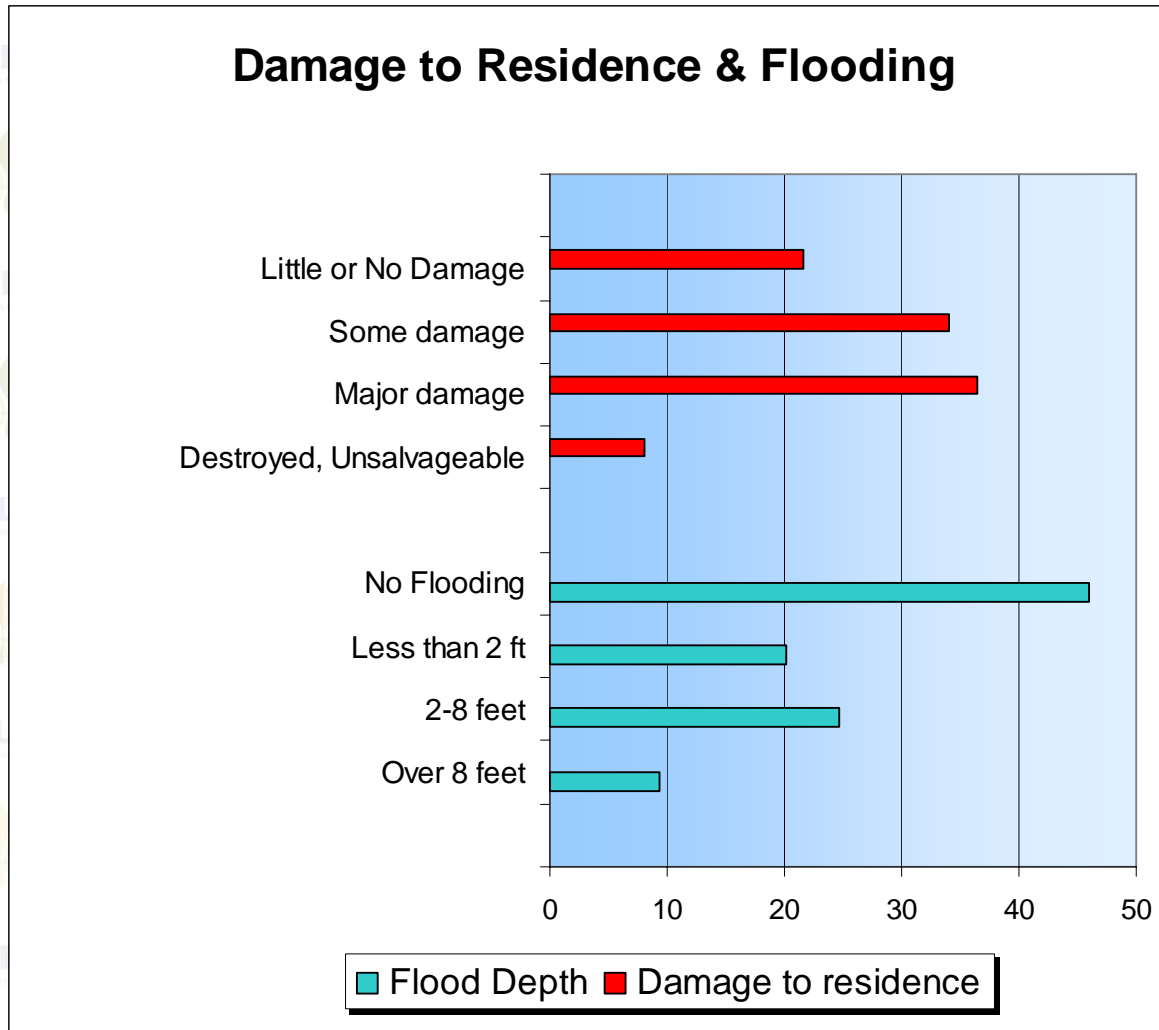 Damage to Residence & Flooding
Little or No Damage
Some damage
Major damage
Destroyed, Unsalvageable
No Flooding
Less than 2 ft
2-8 feet
Over 8 feet
0 10 20 30 40 50
Flood Depth Damage to residence